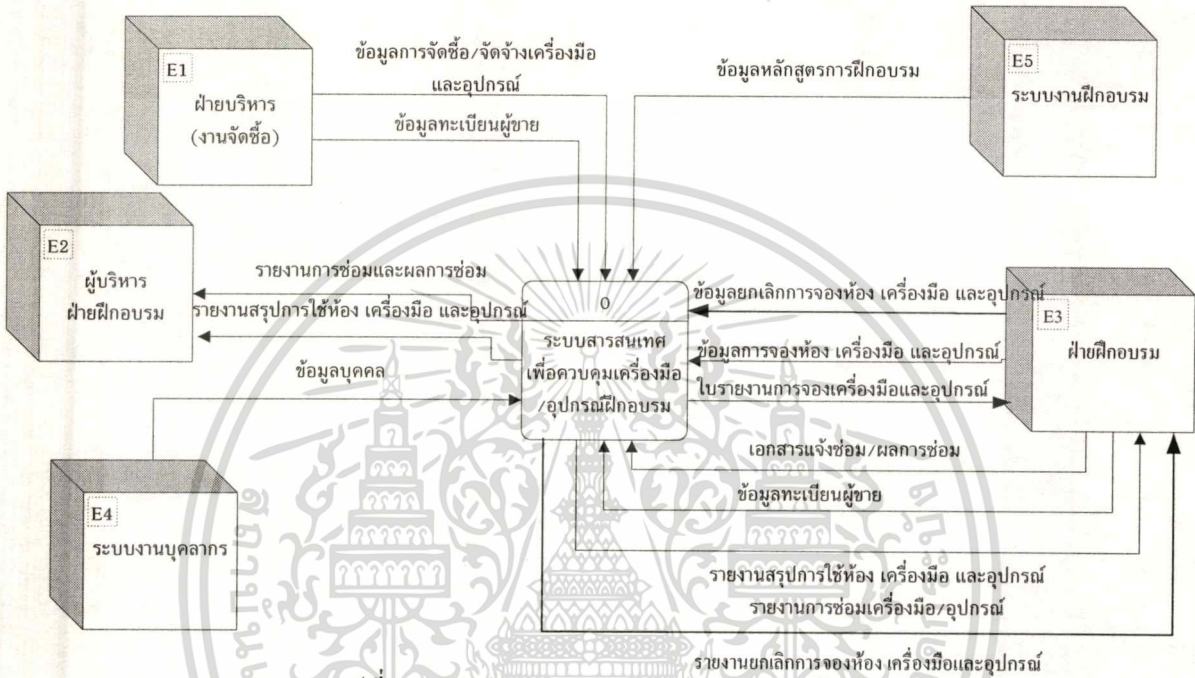 E1
ฝ่ายบริหาร
(งานจัดซื้อ)
ข้อมูลการจัดซื้อ/จัดจ้างเครื่องมือ
และอุปกรณ์
ข้อมูลทะเบียนผู้ขาย
ข้อมูลหลักสูตรการฝึกอบรม
E5
ระบบงานฝึกอบรม
E2
ผู้บริหาร
ฝ่ายฝึกอบรม
รายงานการซ่อมและผลการซ่อม
รายงานสรุปการใช้ห้อง เครื่องมือ และอุปกรณ์
ข้อมูลบุคคล
0
ระบบสารสนเทศ
เพื่อควบคุมเครื่องมือ
/อุปกรณ์ฝึกอบรม
ข้อมูลยกเลิกการจองห้อง เครื่องมือ และอุปกรณ์
ข้อมูลการจองห้อง เครื่องมือ และอุปกรณ์
ใบรายงานการจองเครื่องมือและอุปกรณ์
E3
ฝ่ายฝึกอบรม
เอกสารแจ้งซ่อม/ผลการซ่อม
ข้อมูลทะเบียนผู้ขาย
E4
ระบบงานบุคลากร
รายงานสรุปการใช้ห้อง เครื่องมือ และอุปกรณ์
รายงานการซ่อมเครื่องมือ/อุปกรณ์
รายงานยกเลิกการจองห้อง เครื่องมือและอุปกรณ์